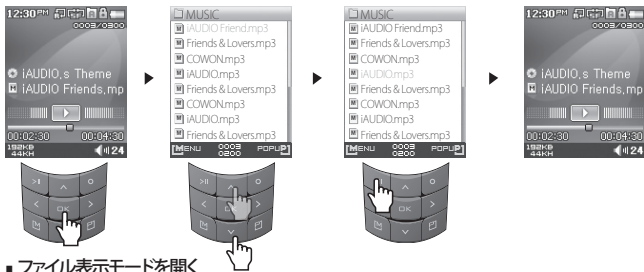 12:30PM
0003/0300
iAUDIO,s Theme
iAUDIO Friends,mp
00:02:30 00:04:30
192KB
44KH
24
MUSIC
iAUDIO Friend.mp3
Friends & Lovers.mp3
COWON.mp3
iAUDIO.mp3
Friends & Lovers.mp3
COWON.mp3
iAUDIO.mp3
Friends & Lovers.mp3
[MENU 0003 0200 POPUP]
MUSIC
iAUDIO Friend.mp3
Friends & Lovers.mp3
COWON.mp3
iAUDIO.mp3
Friends & Lovers.mp3
COWON.mp3
iAUDIO.mp3
Friends & Lovers.mp3
[MENU 0003 0200 POPUP]
12:30PM
0003/0300
iAUDIO,s Theme
iAUDIO Friends,mp
00:02:30 00:04:30
192KB
44KH
24
OK
M P
OK
M P
OK
M P
■ ファイル表示モードを開く